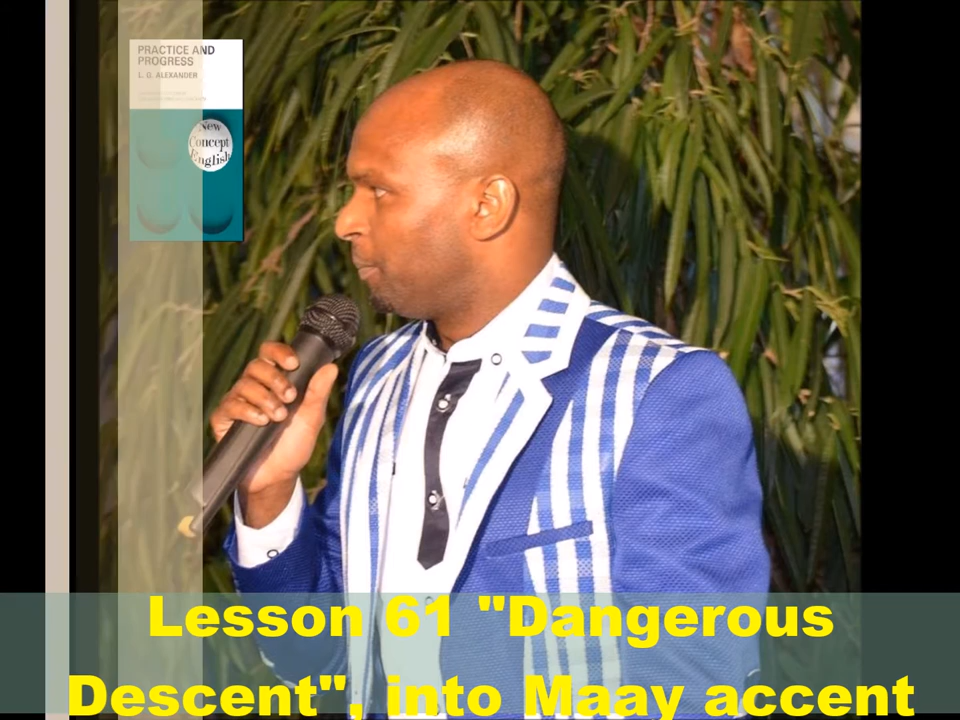 PRACTICE AND
PROGRESS
L. G. ALEXANDER
New
Concept
English
Lesson 61 "Dangerous
Descent", into Maay accent